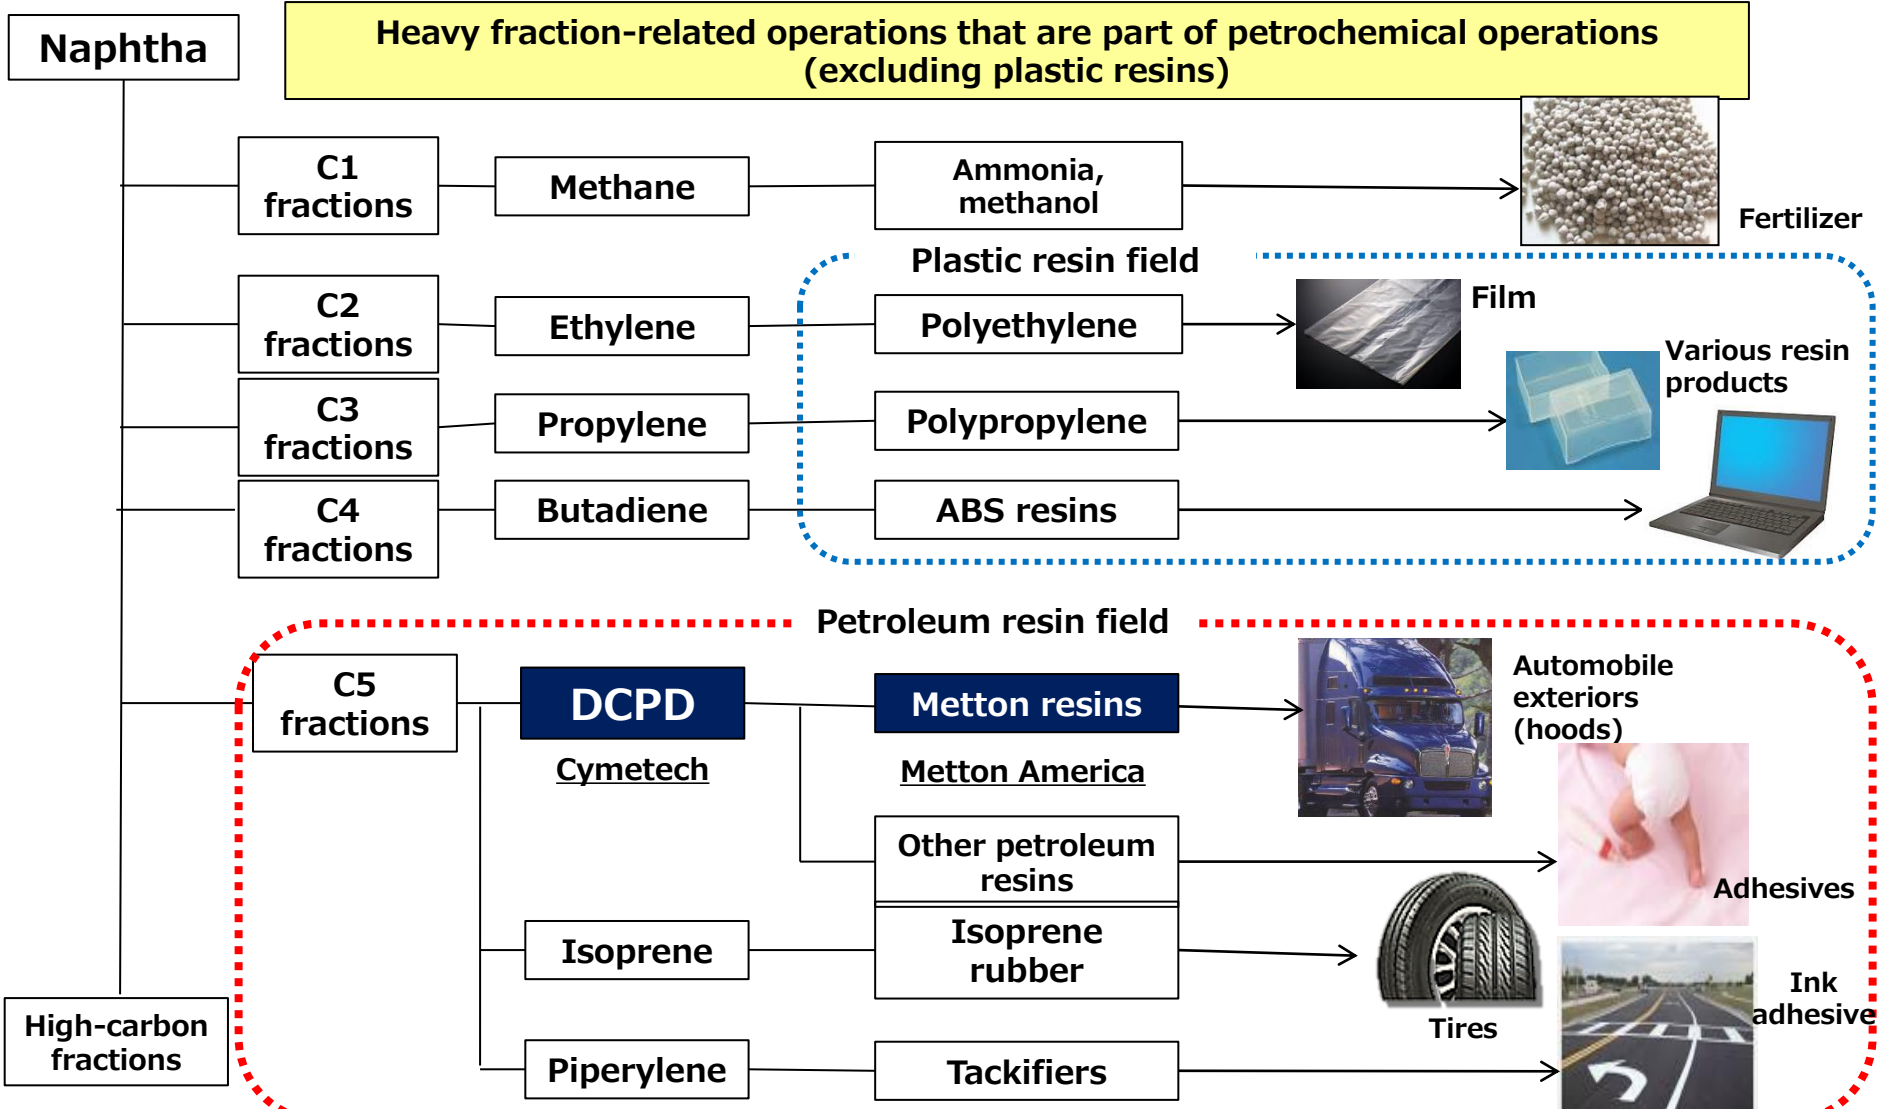 Naphtha
Heavy fraction-related operations that are part of petrochemical operations
(excluding plastic resins)
C1
fractions
Methane
Ammonia,
methanol
Fertilizer
Plastic resin field
C2
fractions
Ethylene
Polyethylene
Film
C3
fractions
Propylene
Polypropylene
Various resin
products
C4
fractions
Butadiene
ABS resins
Petroleum resin field
C5
fractions
DCPD
Cymetech
Metton resins
Metton America
Automobile
exteriors
(hoods)
Other petroleum
resins
Adhesives
Isoprene
Isoprene
rubber
Tires
High-carbon
fractions
Piperylene
Tackifiers
Ink
adhesive